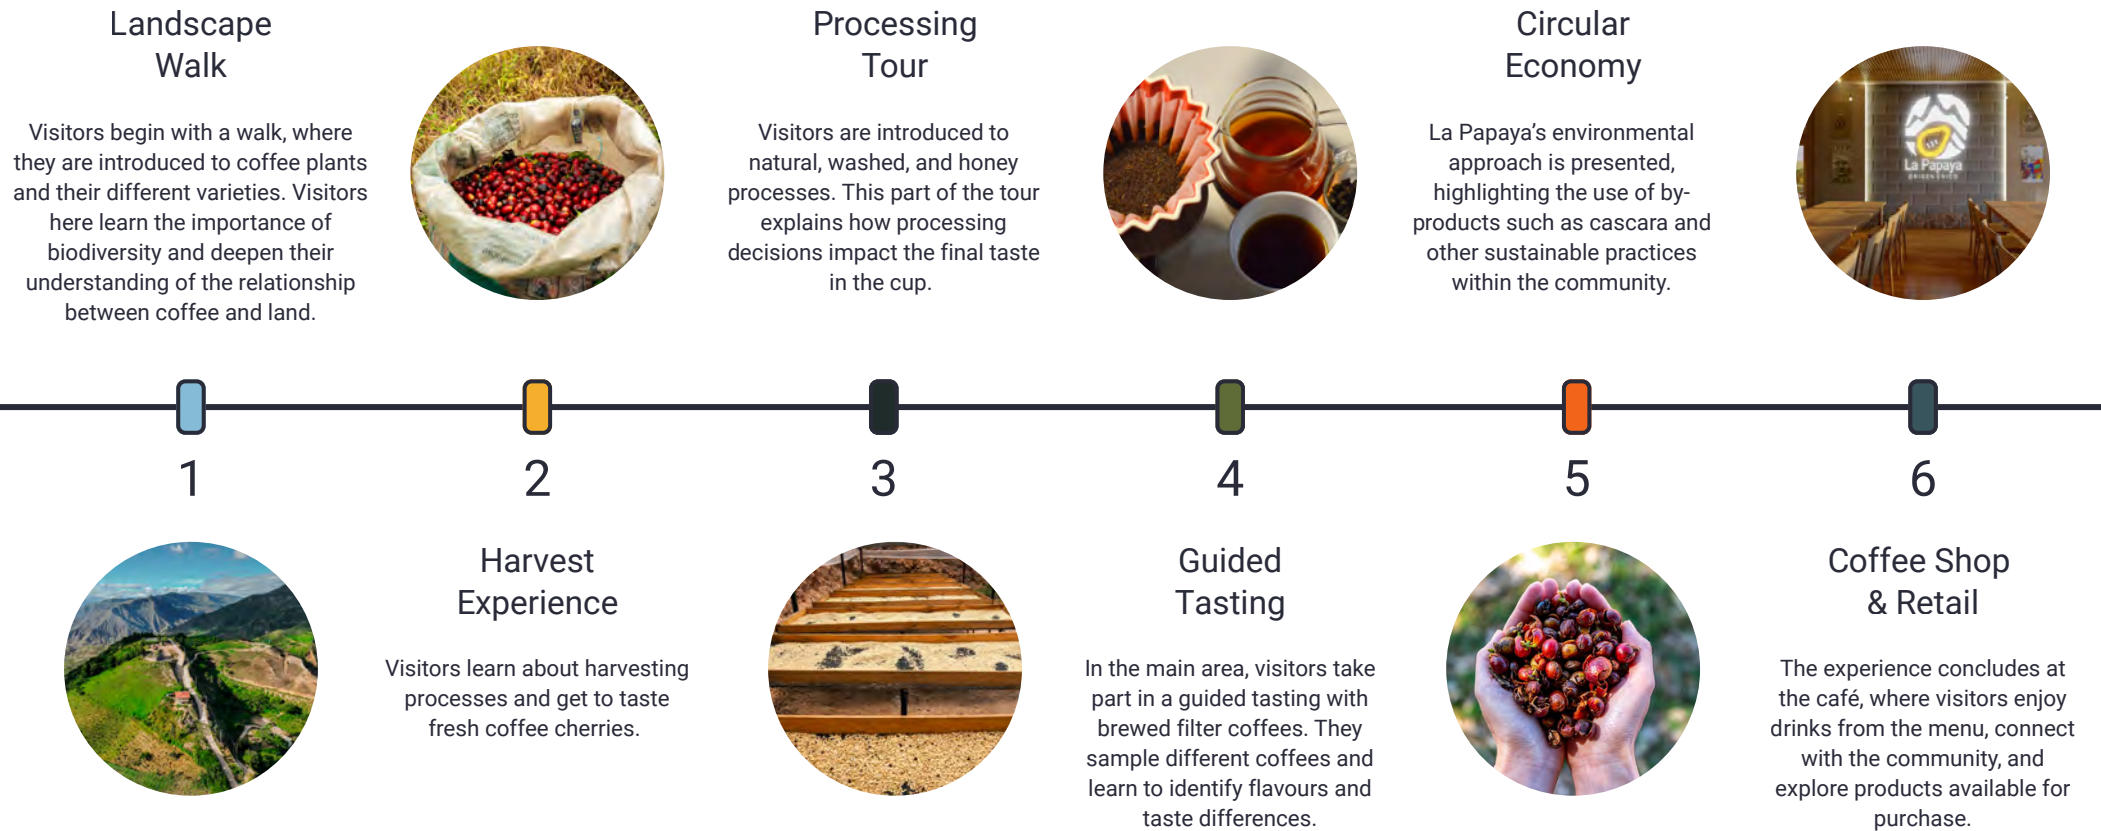 Landscape
Walk
Visitors begin with a walk, where
they are introduced to coffee plants
and their different varieties. Visitors
here learn the importance of
biodiversity and deepen their
understanding of the relationship
between coffee and land.
1
2
Harvest
Experience
Visitors learn about harvesting
processes and get to taste
fresh coffee cherries.
Processing
Tour
Visitors are introduced to
natural, washed, and honey
processes. This part of the tour
explains how processing
decisions impact the final taste
in the cup.
3
4
Guided
Tasting
In the main area, visitors take
part in a guided tasting with
brewed filter coffees. They
sample different coffees and
learn to identify flavours and
taste differences.
Circular
Economy
La Papaya’s environmental
approach is presented,
highlighting the use of by-
products such as cascara and
other sustainable practices
within the community.
5
La Papaya
ORIGEN ÚNICO
6
Coffee Shop
& Retail
The experience concludes at
the café, where visitors enjoy
drinks from the menu, connect
with the community, and
explore products available for
purchase.